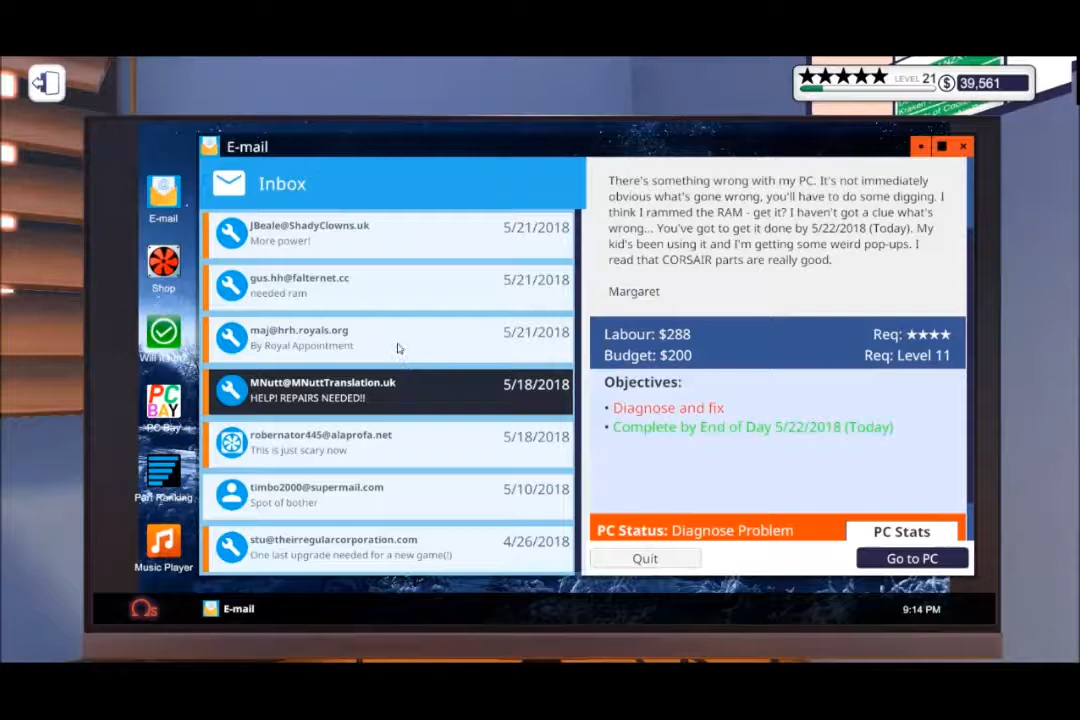 LEVEL 21
$ 39,561
E-mail
E-mail
Shop
PC BAY
PC Bay
Part Ranking
Music Player
Inbox
JBeale@ShadyClowns.uk
5/21/2018
More power!
gus.hh@falternet.cc
5/21/2018
needed ram
maj@hrh.royals.org
5/21/2018
By Royal Appointment
MNutt@MNuttTranslation.uk
5/18/2018
HELP! REPAIRS NEEDED!!
robernator445@alaprofa.net
5/18/2018
This is just scary now
timbo2000@supermail.com
5/10/2018
Spot of bother
stu@theirregularcorporation.com
4/26/2018
One last upgrade needed for a new game(!)
There's something wrong with my PC. It's not immediately
obvious what's gone wrong, you'll have to do some digging. I
think I rammed the RAM - get it? I haven't got a clue what's
wrong... You've got to get it done by 5/22/2018 (Today). My
kid's been using it and I'm getting some weird pop-ups. I
read that CORSAIR parts are really good.
Margaret
Labour: $288
Req: ★★★★
Budget: $200
Req: Level 11
Objectives:
• Diagnose and fix
• Complete by End of Day 5/22/2018 (Today)
PC Status: Diagnose Problem
PC Stats
Quit
Go to PC
E-mail
9:14 PM